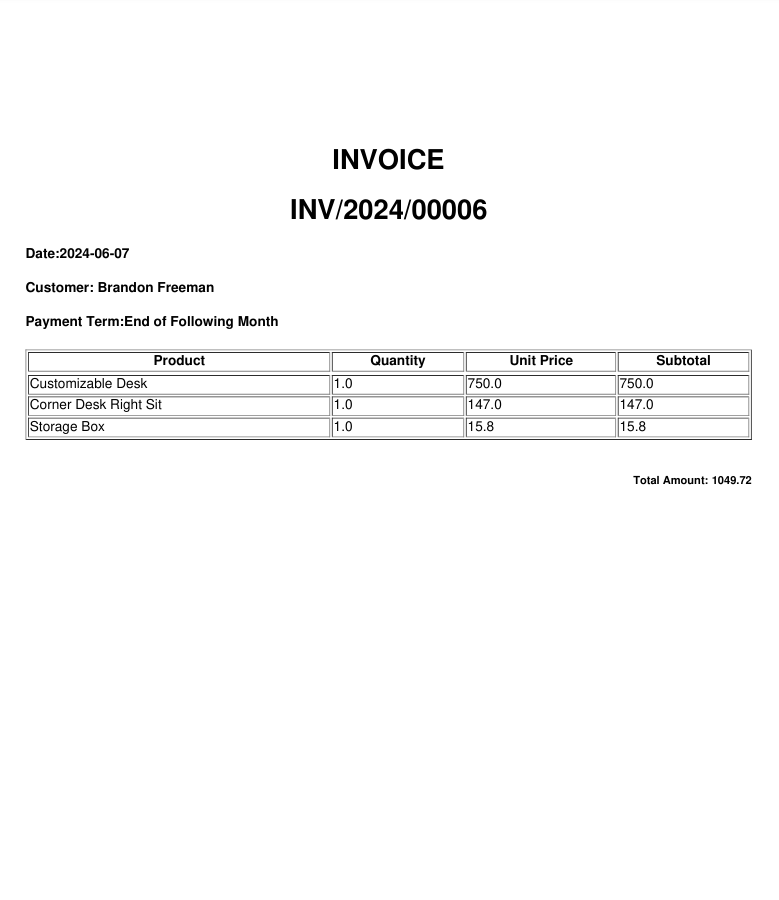 INVOICE
INV/2024/00006
Date:2024-06-07
Customer: Brandon Freeman
Payment Term:End of Following Month
Product Quantity Unit Price Subtotal
Customizable Desk 1.0 750.0 750.0
Corner Desk Right Sit 1.0 147.0 147.0
Storage Box 1.0 15.8 15.8
Total Amount: 1049.72